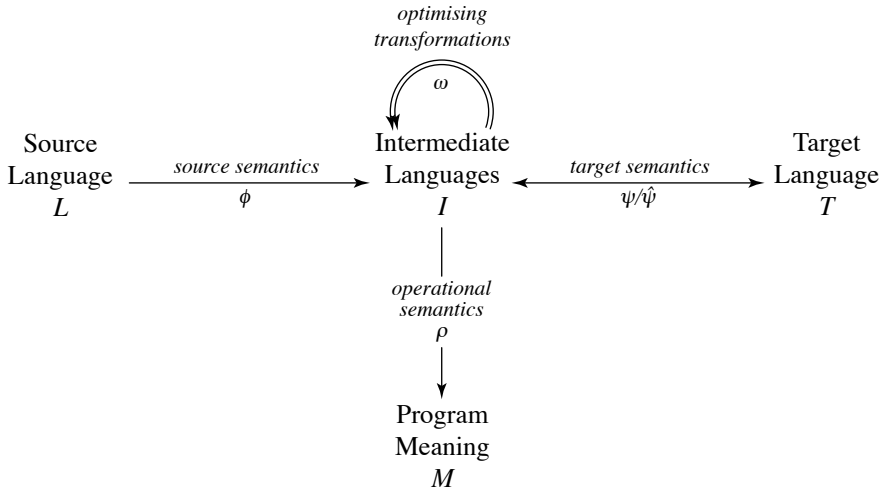 optimising
transformations
ω
Source
Language
L
source semantics
ϕ
Intermediate
Languages
I
target semantics
ψ/ψ̂
Target
Language
T
operational
semantics
ρ
Program
Meaning
M